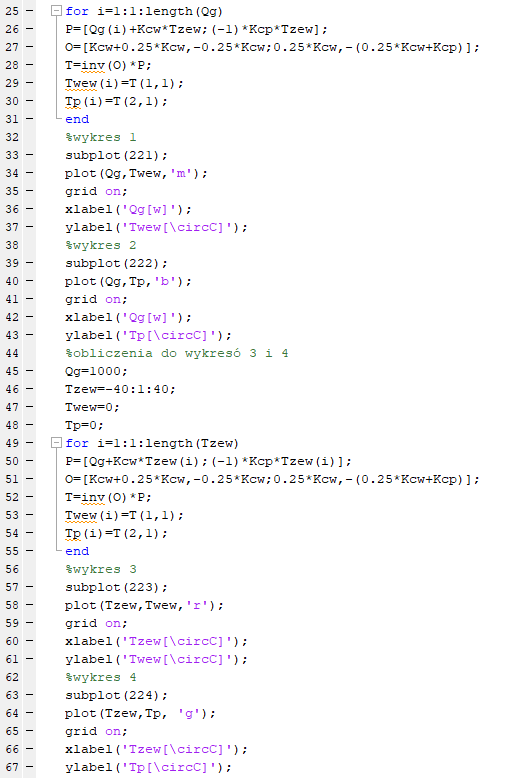 25 for i=1:1:length(Qg)
26 P=[Qg(i)+Kcw*Tzew;(-1)*Kcp*Tzew];
27 O=[Kcw+0.25*Kcw,-0.25*Kcw;0.25*Kcw,-(0.25*Kcw+Kcp)];
28 T=inv(O)*P;
29 Twew(i)=T(1,1);
30 Tp(i)=T(2,1);
31 end
32 %wykres 1
33 subplot(221);
34 plot(Qg,Twew,'m');
35 grid on;
36 xlabel('Qg[w]');
37 ylabel('Twew[\circC]');
38 %wykres 2
39 subplot(222);
40 plot(Qg,Tp,'b');
41 grid on;
42 xlabel('Qg[w]');
43 ylabel('Tp[\circC]');
44 %obliczenia do wykresó 3 i 4
45 Qg=1000;
46 Tzew=-40:1:40;
47 Twew=0;
48 Tp=0;
49 for i=1:1:length(Tzew)
50 P=[Qg+Kcw*Tzew(i);(-1)*Kcp*Tzew(i)];
51 O=[Kcw+0.25*Kcw,-0.25*Kcw;0.25*Kcw,-(0.25*Kcw+Kcp)];
52 T=inv(O)*P;
53 Twew(i)=T(1,1);
54 Tp(i)=T(2,1);
55 end
56 %wykres 3
57 subplot(223);
58 plot(Tzew,Twew,'r');
59 grid on;
60 xlabel('Tzew[\circC]');
61 ylabel('Twew[\circC]');
62 %wykres 4
63 subplot(224);
64 plot(Tzew,Tp, 'g');
65 grid on;
66 xlabel('Tzew[\circC]');
67 ylabel('Tp[\circC]');